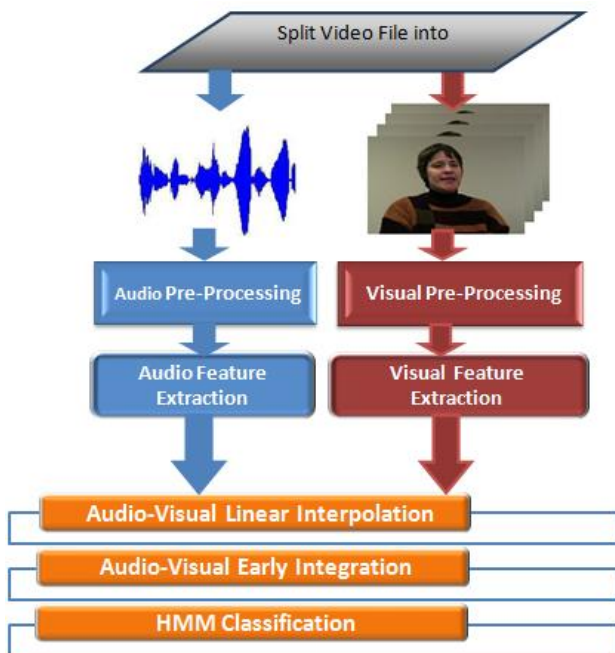 Split Video File into
Audio Pre-Processing
Visual Pre-Processing
Audio Feature
Extraction
Visual Feature
Extraction
Audio-Visual Linear Interpolation
Audio-Visual Early Integration
HMM Classification